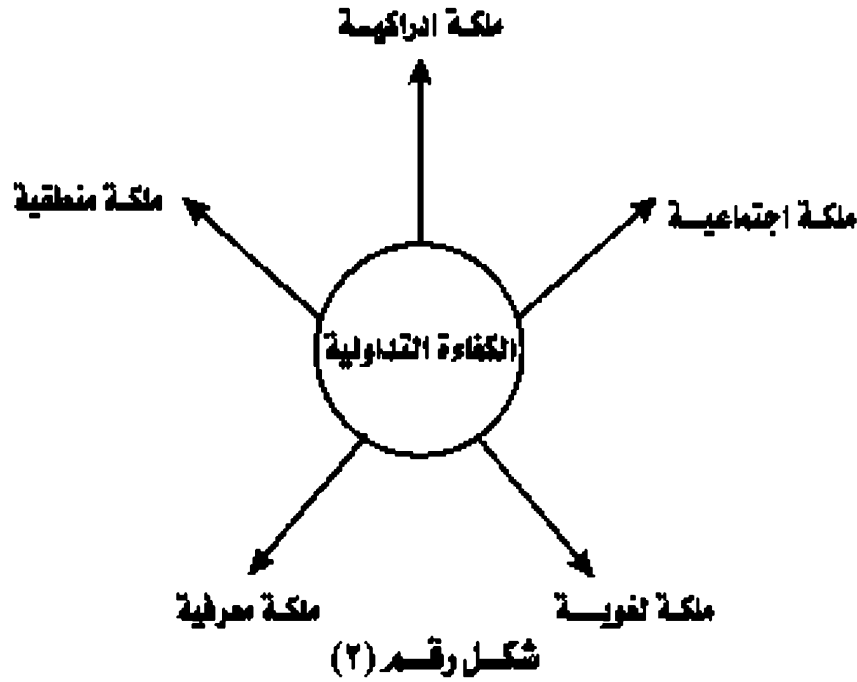 ملكة ادراكية
ملكة اجتماعية
ملكة منطقية
الكفاءة التداولية
ملكة لغوية
ملكة معرفية
شكل رقم (٢)